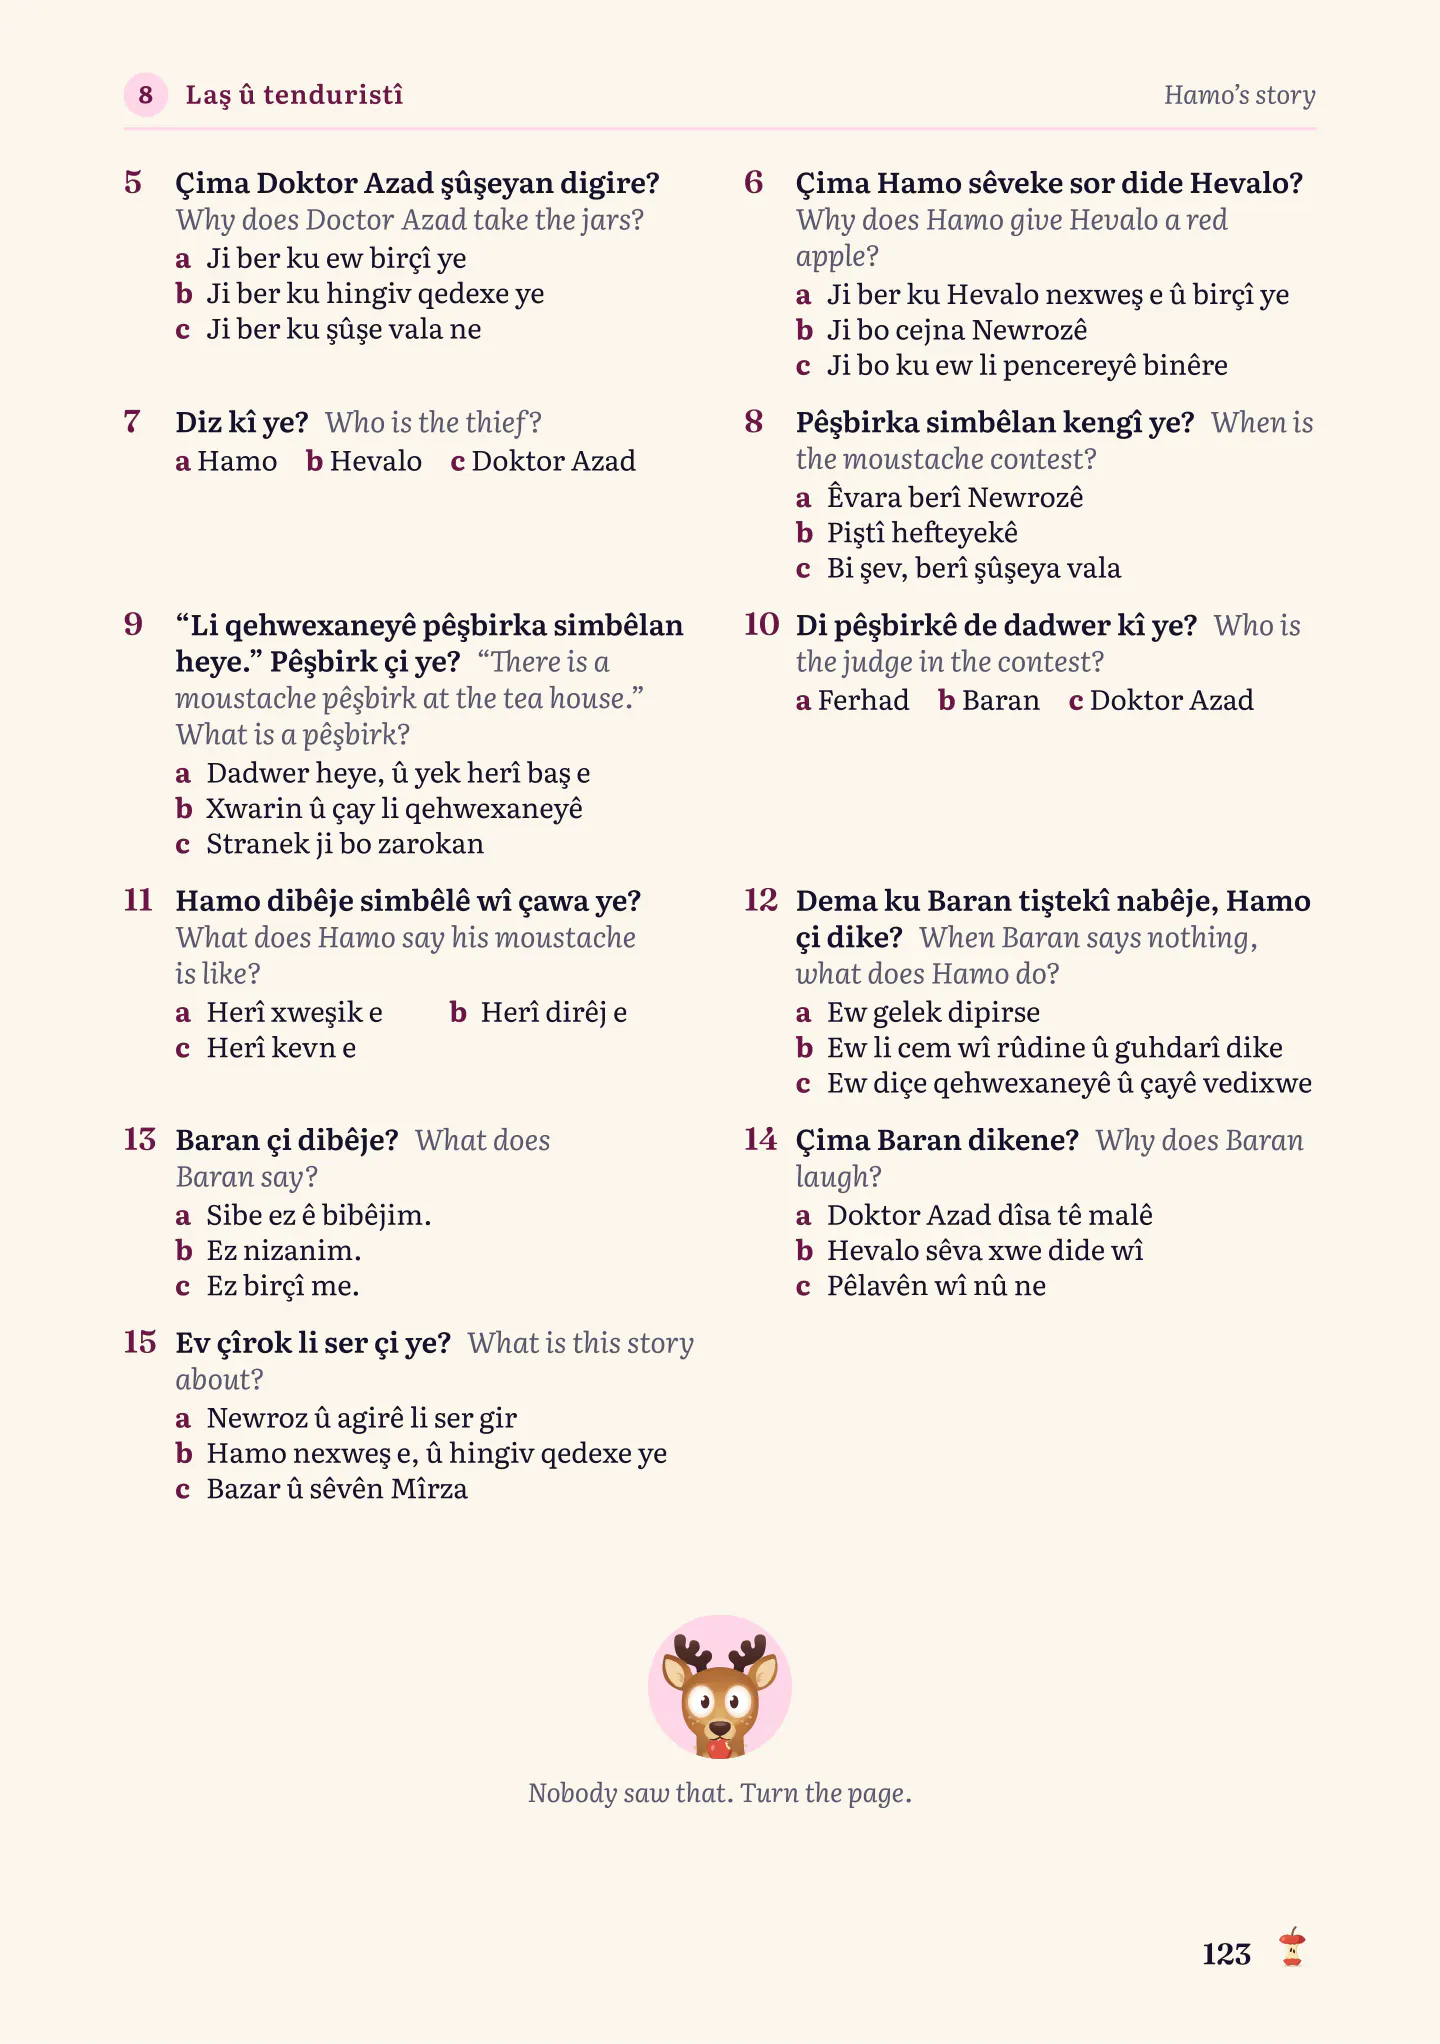 8 Laş û tenduristî
Hamo’s story
5 Çima Doktor Azad şûşeyan digire?
Why does Doctor Azad take the jars?
a Ji ber ku ew birçî ye
b Ji ber ku hingiv qedexe ye
c Ji ber ku şûşe vala ne
6 Çima Hamo sêveke sor dide Hevalo?
Why does Hamo give Hevalo a red
apple?
a Ji ber ku Hevalo nexweş e û birçî ye
b Ji bo cejna Newrozê
c Ji bo ku ew li pencereyê binêre
7 Diz kî ye? Who is the thief?
a Hamo b Hevalo c Doktor Azad
8 Pêşbirka simbêlan kengî ye? When is
the moustache contest?
a Êvara berî Newrozê
b Piştî hefteyekê
c Bi şev, berî şûşeya vala
9 “Li qehwexaneyê pêşbirka simbêlan
heye.” Pêşbirk çi ye? “There is a
moustache pêşbirk at the tea house.”
What is a pêşbirk?
a Dadwer heye, û yek herî baş e
b Xwarin û çay li qehwexaneyê
c Stranek ji bo zarokan
10 Di pêşbirkê de dadwer kî ye? Who is
the judge in the contest?
a Ferhad b Baran c Doktor Azad
11 Hamo dibêje simbêlê wî çawa ye?
What does Hamo say his moustache
is like?
a Herî xweşik e b Herî dirêj e
c Herî kevn e
12 Dema ku Baran tiştekî nabêje, Hamo
çi dike? When Baran says nothing,
what does Hamo do?
a Ew gelek dipirse
b Ew li cem wî rûdine û guhdarî dike
c Ew diçe qehwexaneyê û çayê vedixwe
13 Baran çi dibêje? What does
Baran say?
a Sibe ez ê bibêjim.
b Ez nizanim.
c Ez birçî me.
14 Çima Baran dikene? Why does Baran
laugh?
a Doktor Azad dîsa tê malê
b Hevalo sêva xwe dide wî
c Pêlavên wî nû ne
15 Ev çîrok li ser çi ye? What is this story
about?
a Newroz û agirê li ser gir
b Hamo nexweş e, û hingiv qedexe ye
c Bazar û sêvên Mîrza
Nobody saw that. Turn the page.
123